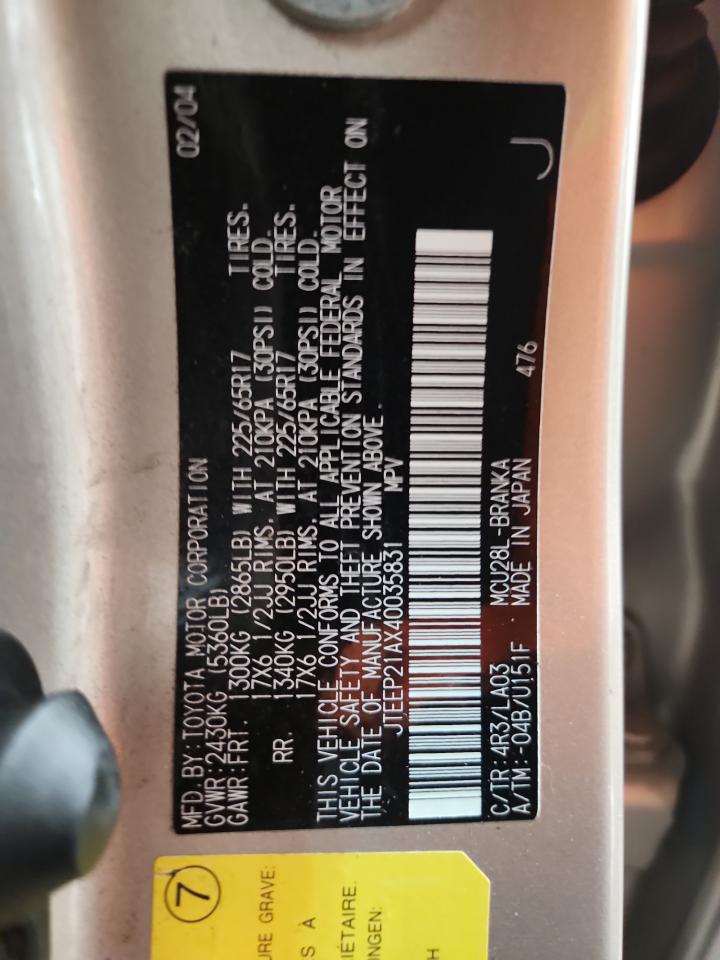 MFD. BY: TOYOTA MOTOR CORPORATION 02/04
GVWR: 2430KG (5360LB)
GAWR: FRT. 1300KG (2865LB) WITH 225/65R17 TIRES.
17X6 1/2JJ RIMS, AT 210KPA (30PSI) COLD.
RR. 1340KG (2950LB) WITH 225/65R17 TIRES.
17X6 1/2JJ RIMS, AT 210KPA (30PSI) COLD.
THIS VEHICLE CONFORMS TO ALL APPLICABLE FEDERAL MOTOR
VEHICLE SAFETY AND THEFT PREVENTION STANDARDS IN EFFECT ON
THE DATE OF MANUFACTURE SHOWN ABOVE.
JTEEP21AX40035831 MPV
C/TR: 4R3/LA03 MCU28L-BRANKA
A/TM: -04B/U151F MADE IN JAPAN 476 J
7
URE GRAVE:
S A
IÉTAIRE.
DINGEN:
H